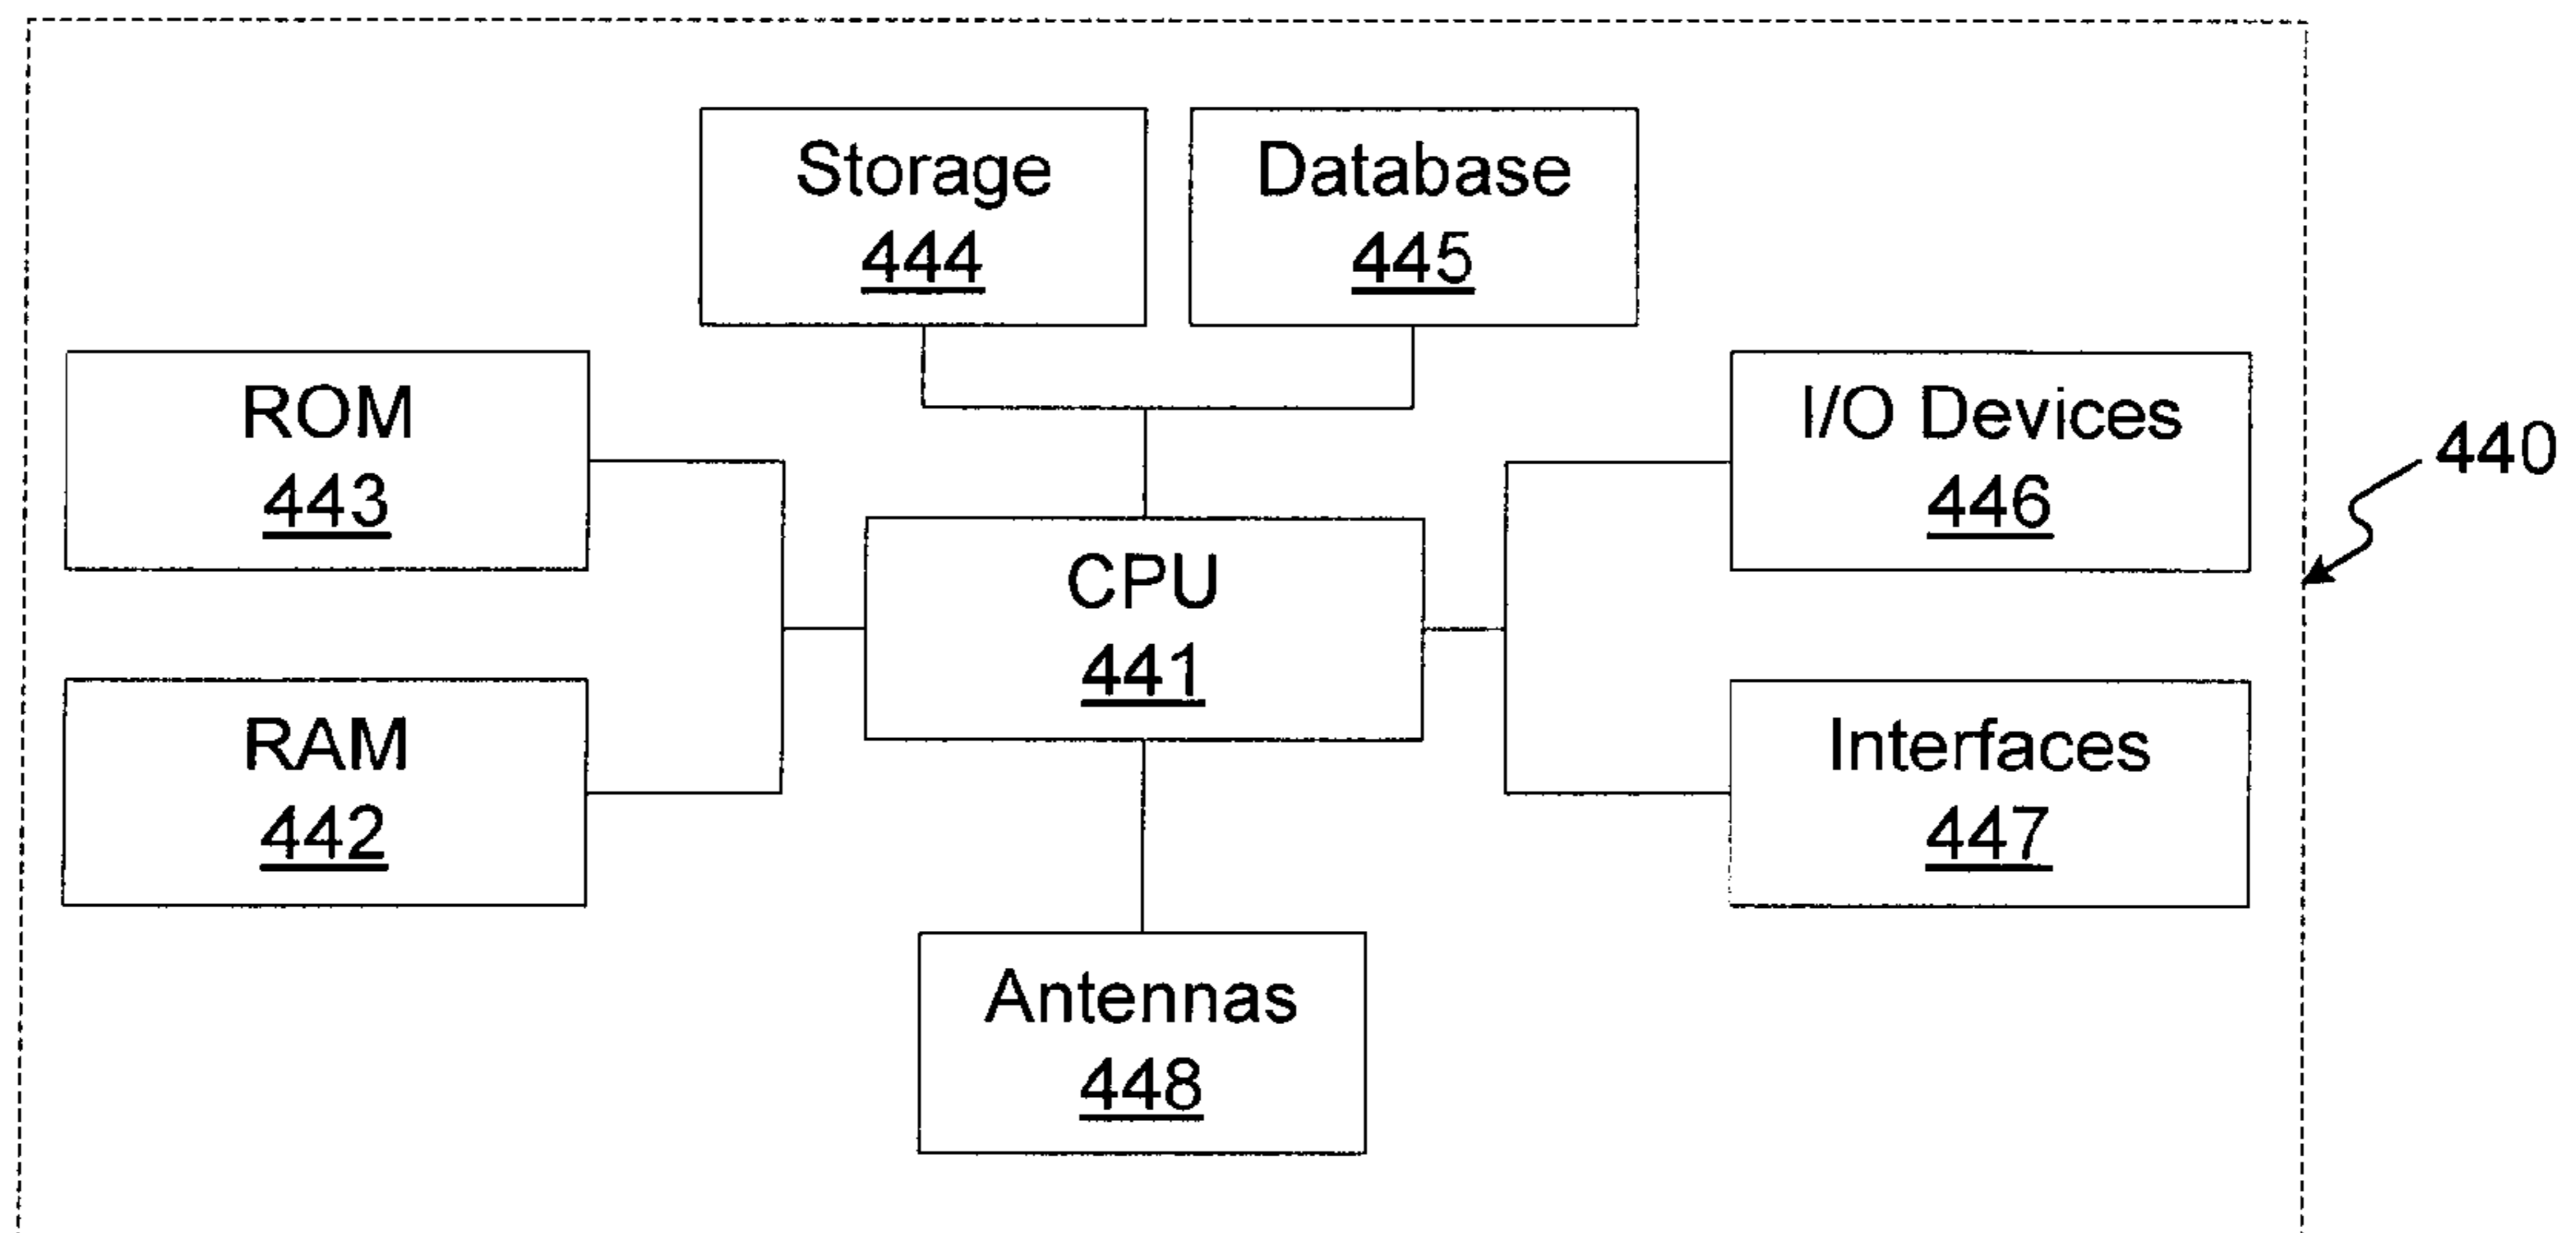 Storage
444
Database
445
ROM
443
I/O Devices
446
440
CPU
441
RAM
442
Interfaces
447
Antennas
448